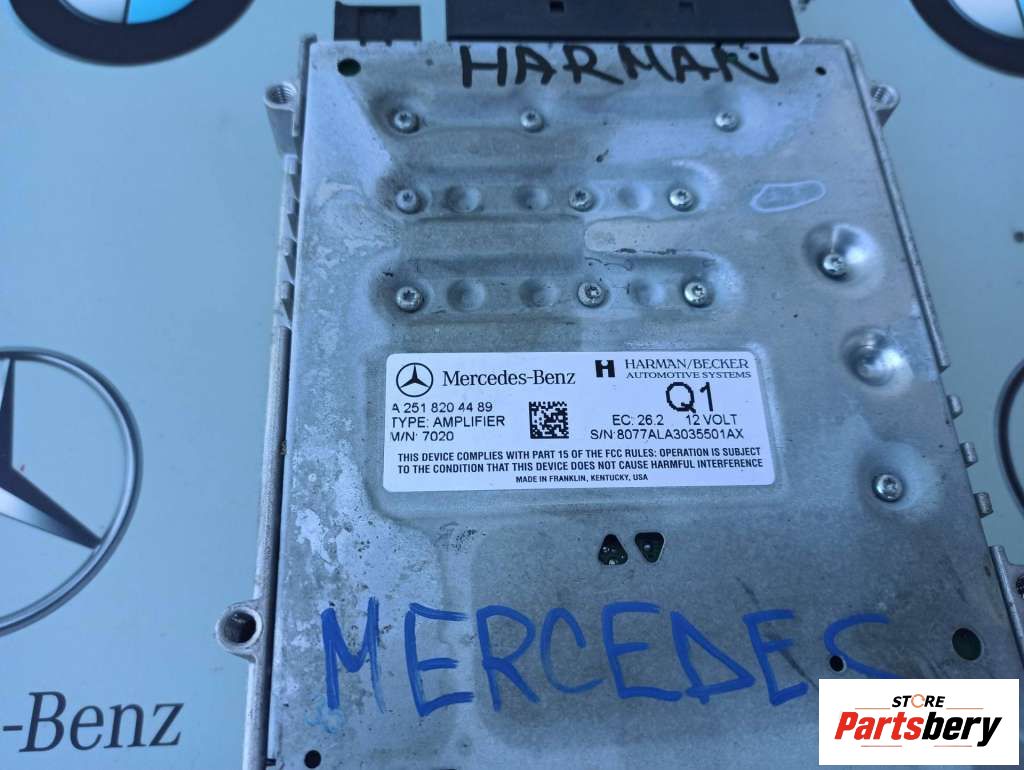 HARMAN
Mercedes-Benz
HARMAN/BECKER
AUTOMOTIVE SYSTEMS
A 251 820 44 89
Q1
TYPE: AMPLIFIER
EC: 26.2 12 VOLT
M/N: 7020
S/N:8077ALA3035501AX
THIS DEVICE COMPLIES WITH PART 15 OF THE FCC RULES: OPERATION IS SUBJECT
TO THE CONDITION THAT THIS DEVICE DOES NOT CAUSE HARMFUL INTERFERENCE
MADE IN FRANKLIN, KENTUCKY, USA
MERCEDES
-Benz
STORE
Partsbery